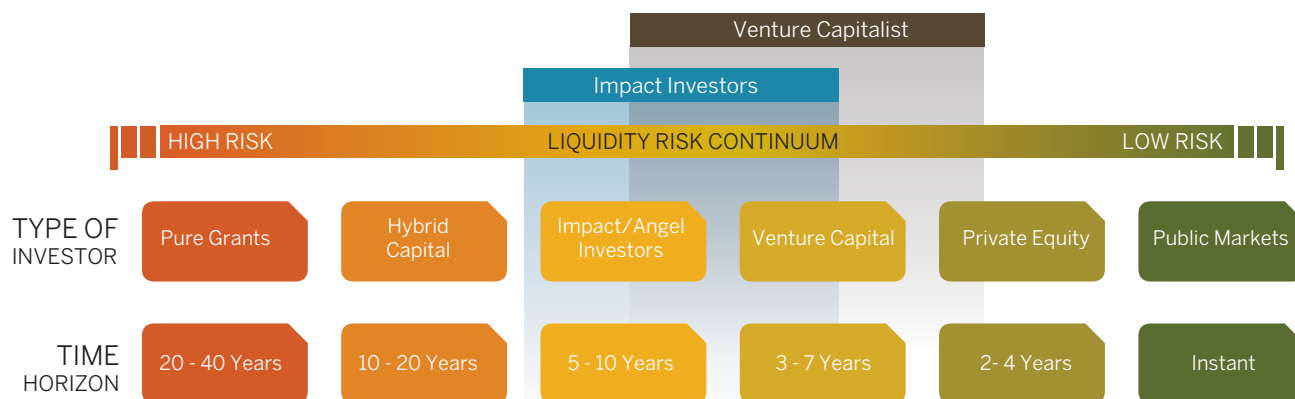 Venture Capitalist
Impact Investors
HIGH RISK
LIQUIDITY RISK CONTINUUM
LOW RISK
TYPE OF
INVESTOR
Pure Grants
Hybrid
Capital
Impact/Angel
Investors
Venture Capital
Private Equity
Public Markets
TIME
HORIZON
20 - 40 Years
10 - 20 Years
5 - 10 Years
3 - 7 Years
2- 4 Years
Instant